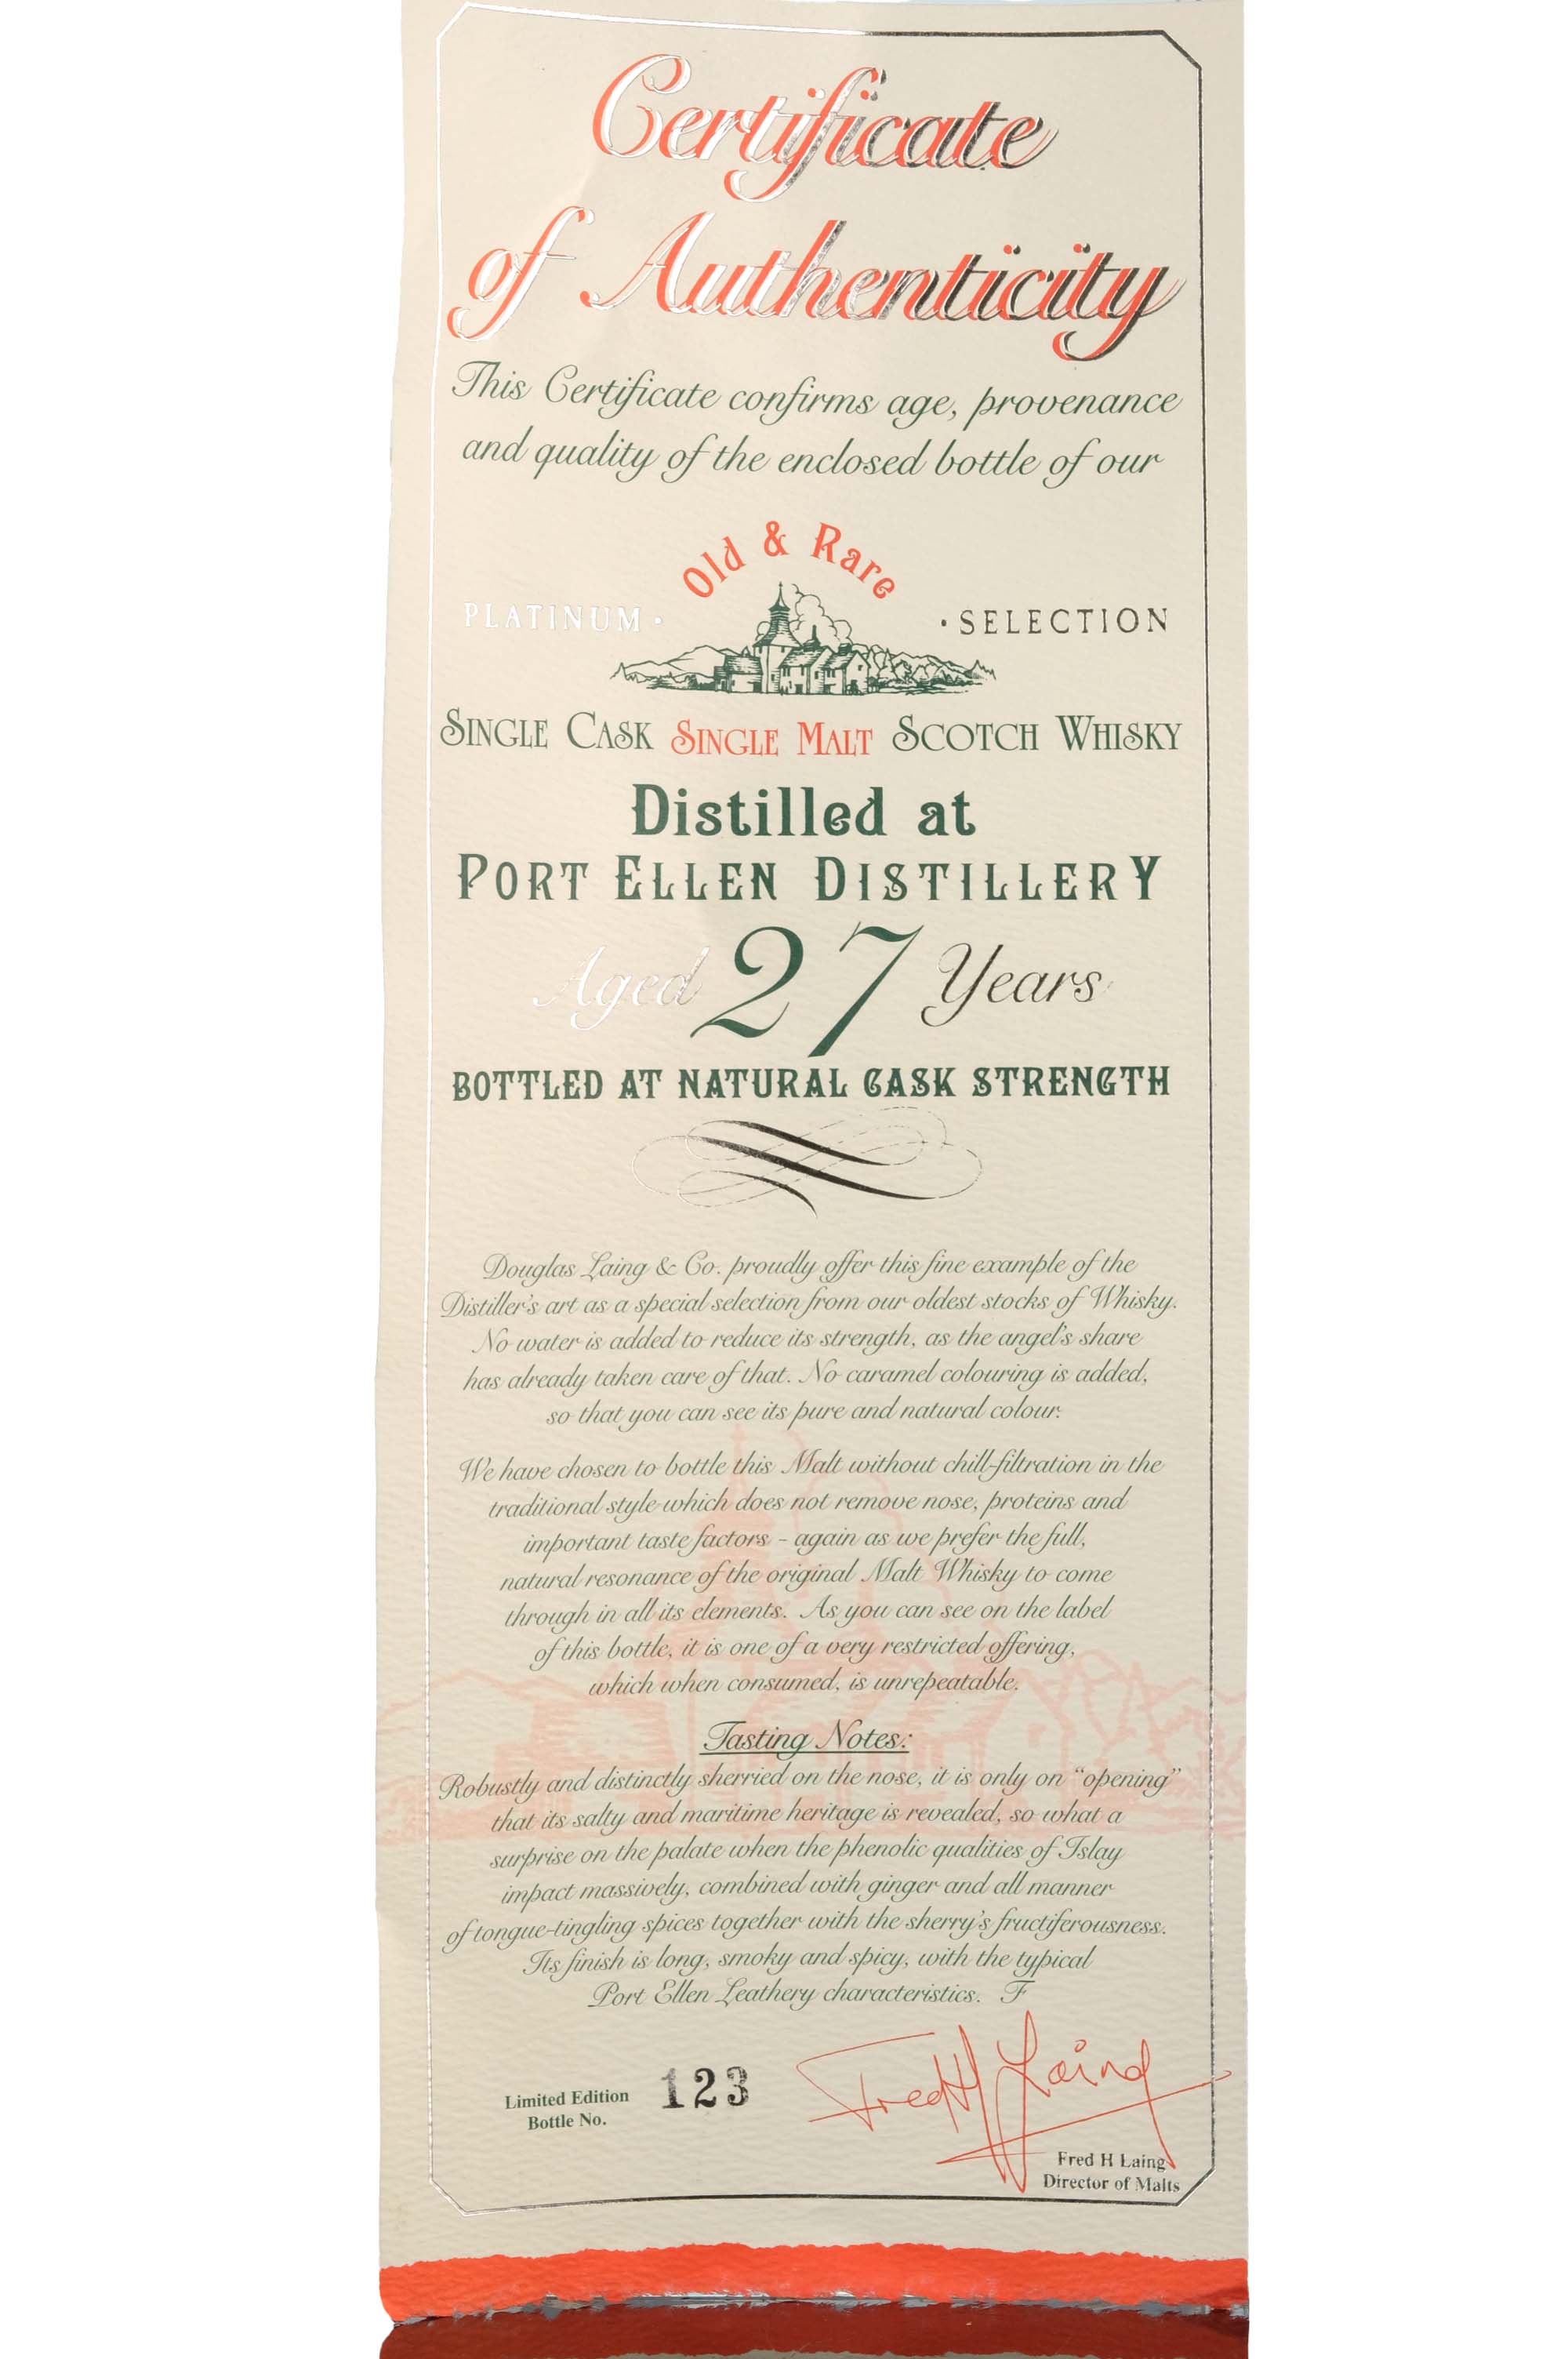 Certificate
of Authenticity
This Certificate confirms age, provenance
and quality of the enclosed bottle of our
Old & Rare
PLATINUM · · SELECTION
SINGLE CASK SINGLE MALT SCOTCH WHISKY
Distilled at
PORT ELLEN DISTILLERY
Aged 27 Years
BOTTLED AT NATURAL CASK STRENGTH
Douglas Laing & Co. proudly offer this fine example of the
Distiller's art as a special selection from our oldest stocks of Whisky.
No water is added to reduce its strength, as the angel's share
has already taken care of that. No caramel colouring is added,
so that you can see its pure and natural colour.
We have chosen to bottle this Malt without chill-filtration in the
traditional style which does not remove nose, proteins and
important taste factors - again as we prefer the full,
natural resonance of the original Malt Whisky to come
through in all its elements. As you can see on the label
of this bottle, it is one of a very restricted offering,
which when consumed, is unrepeatable.
Tasting Notes:
Robustly and distinctly sherried on the nose, it is only on "opening"
that its salty and maritime heritage is revealed, so what a
surprise on the palate when the phenolic qualities of Islay
impact massively, combined with ginger and all manner
of tongue-tingling spices together with the sherry's fructiferousness.
Its finish is long, smoky and spicy, with the typical
Port Ellen Leathery characteristics. F
Limited Edition
Bottle No.
123
Fred H Laing
Fred H Laing
Director of Malts